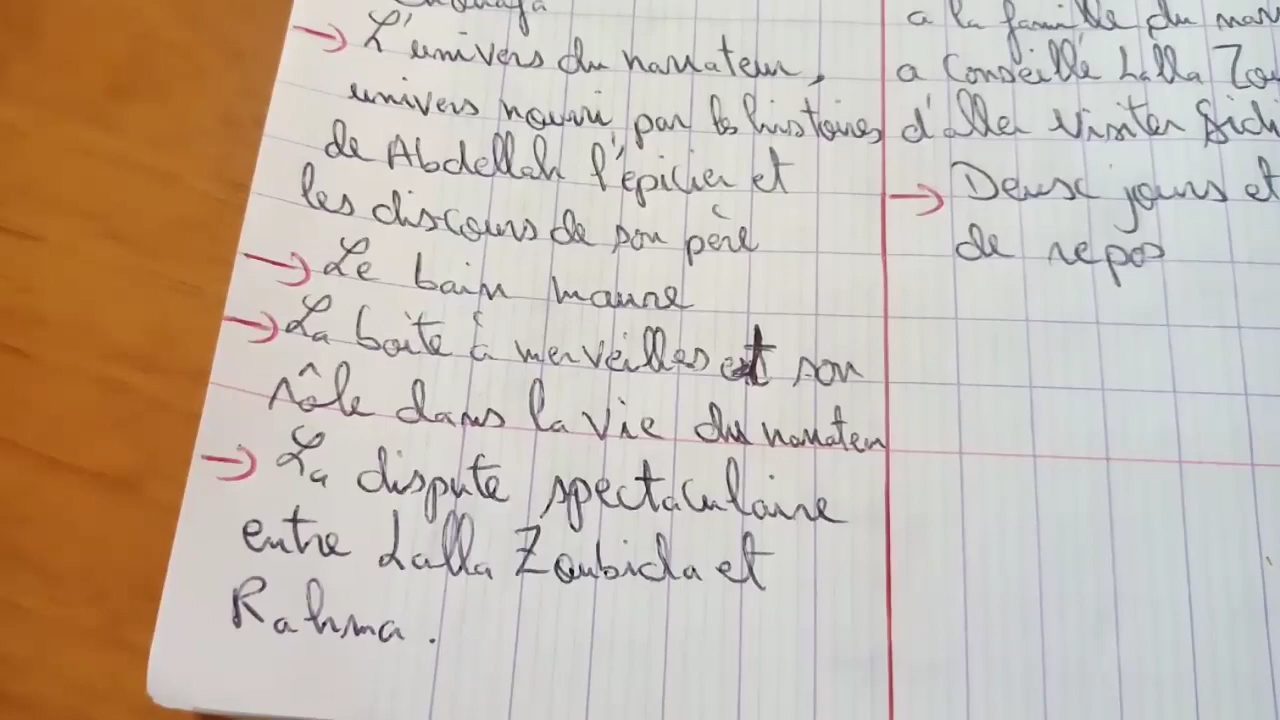 → L'univers du narrateur,
univers nourri par les histoires
de Abdellah l'épicier et
les discours de son père
→ Le bain maure
→ La boite à merveilles et son
rôle dans la vie du narrateur
→ La dispute spectaculaire
entre Lalla Zoubida et
Rahma.
a la famille du
a Conseillé Lalla
d'aller visiter
→ Deux jours et
de repos